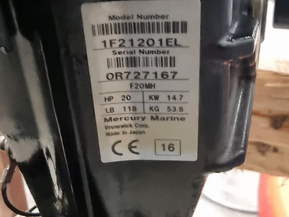 Model Number
1F21201EL
Serial Number
0R727167
F20MH
HP 20 KW 14.7
LB 118 KG 53.6
Mercury Marine
Brunswick Corp.
Made in Japan
CE 16